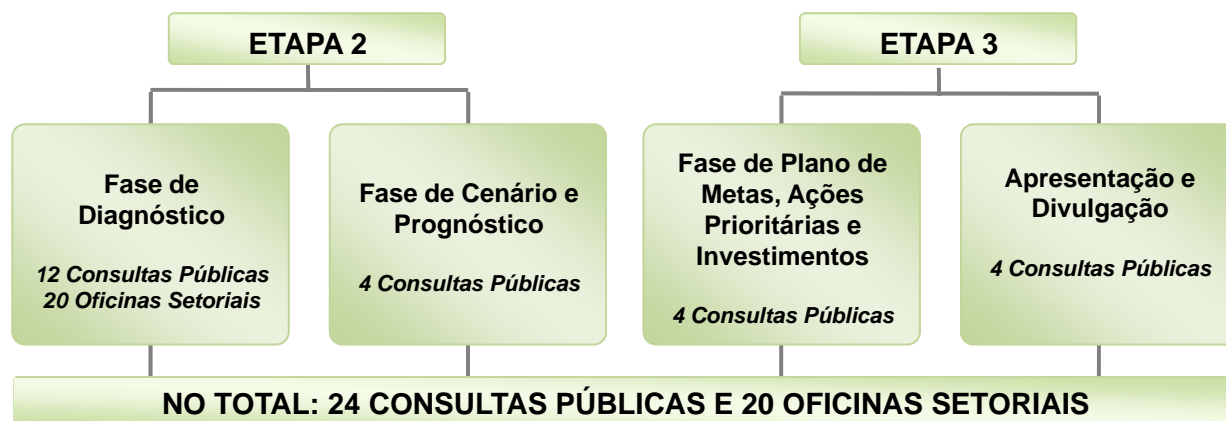 ETAPA 2
Fase de
Diagnóstico
12 Consultas Públicas
20 Oficinas Setoriais
Fase de Cenário e
Prognóstico
4 Consultas Públicas
ETAPA 3
Fase de Plano de
Metas, Ações
Prioritárias e
Investimentos
4 Consultas Públicas
Apresentação e
Divulgação
4 Consultas Públicas
NO TOTAL: 24 CONSULTAS PÚBLICAS E 20 OFICINAS SETORIAIS